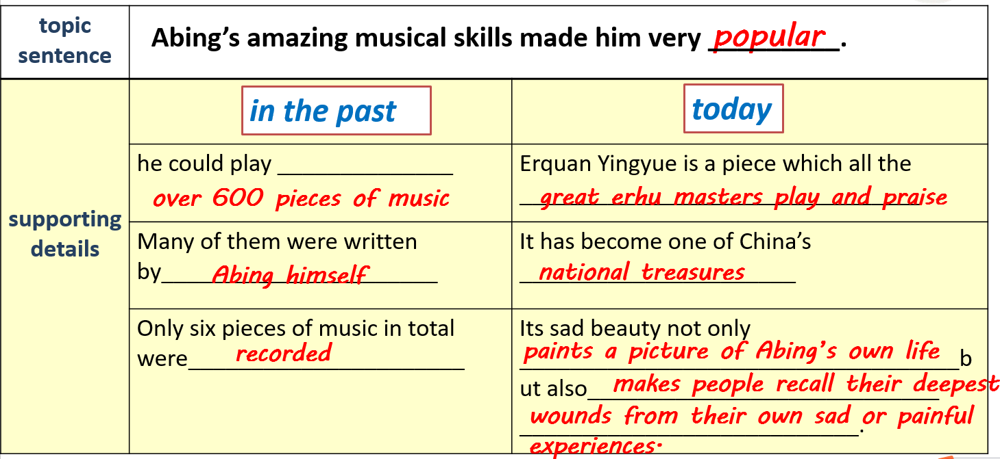 topic
sentence
Abing's amazing musical skills made him very popular.
in the past
today
supporting
details
he could play _______________
over 600 pieces of music
Erquan Yingyue is a piece which all the
great erhu masters play and praise
Many of them were written
by Abing himself
It has become one of China's
national treasures
Only six pieces of music in total
were recorded
Its sad beauty not only
paints a picture of Abing's own life b
ut also makes people recall their deepest
wounds from their own sad or painful.
experiences.